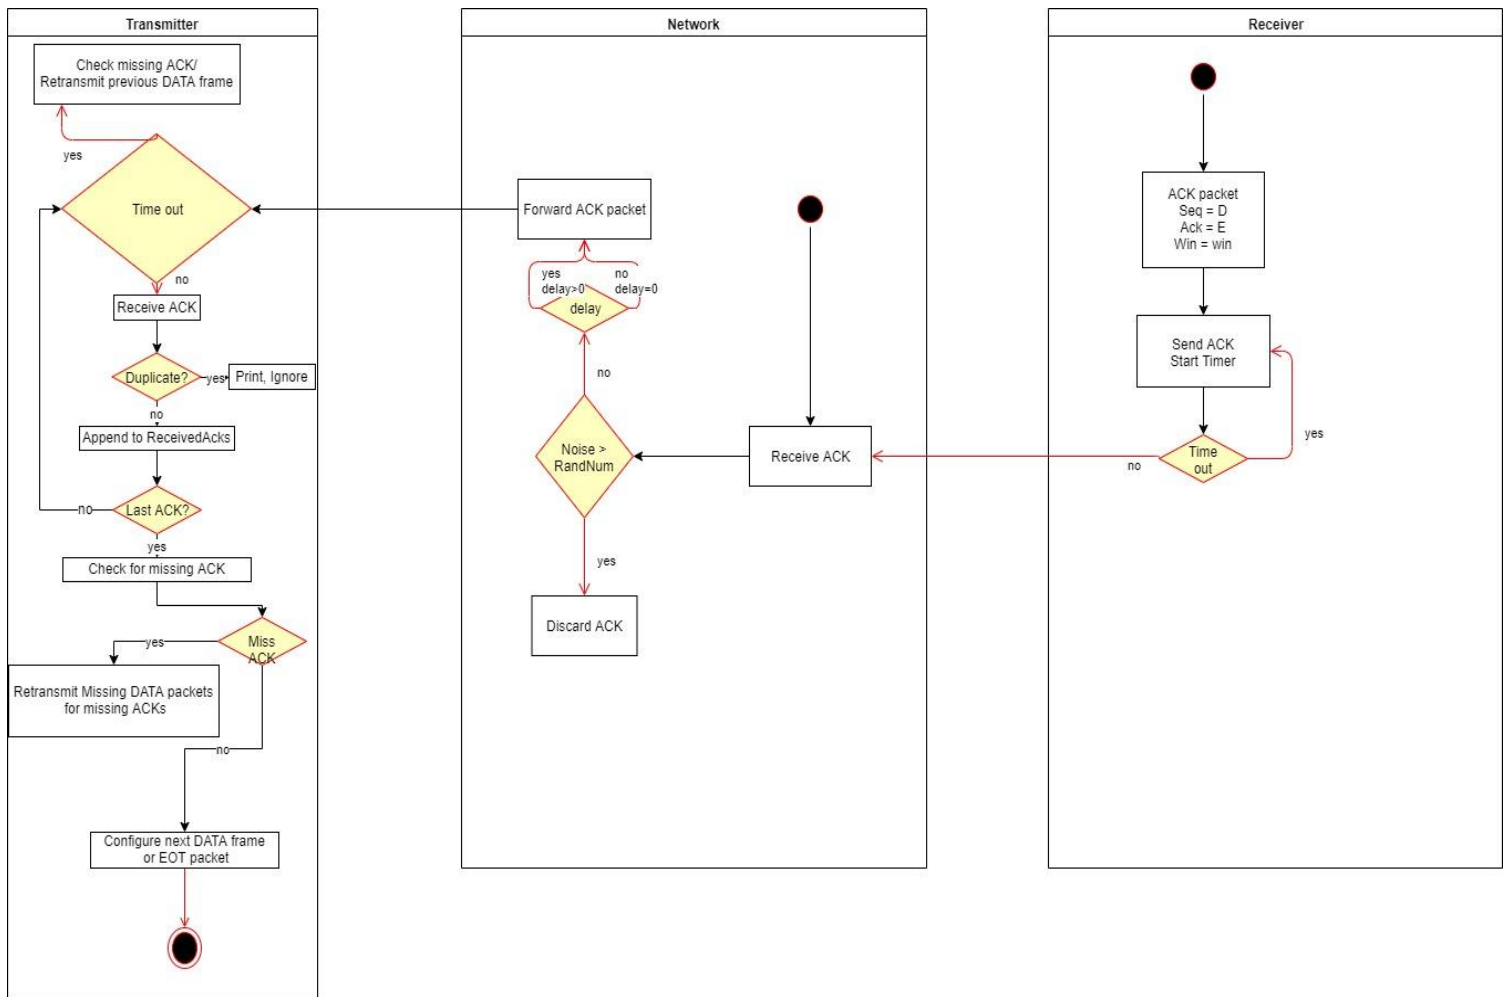 Transmitter
Check missing ACK/
Retransmit previous DATA frame
yes
Time out
no
Receive ACK
Duplicate?
yes
Print, Ignore
no
Append to ReceivedAcks
Last ACK?
no
yes
Check for missing ACK
Miss
ACK
yes
Retransmit Missing DATA packets
for missing ACKs
no
Configure next DATA frame
or EOT packet
Network
Forward ACK packet
yes
delay>0
no
delay=0
delay
no
Noise >
RandNum
Receive ACK
yes
Discard ACK
Receiver
ACK packet
Seq = D
Ack = E
Win = win
Send ACK
Start Timer
yes
Time
out
no